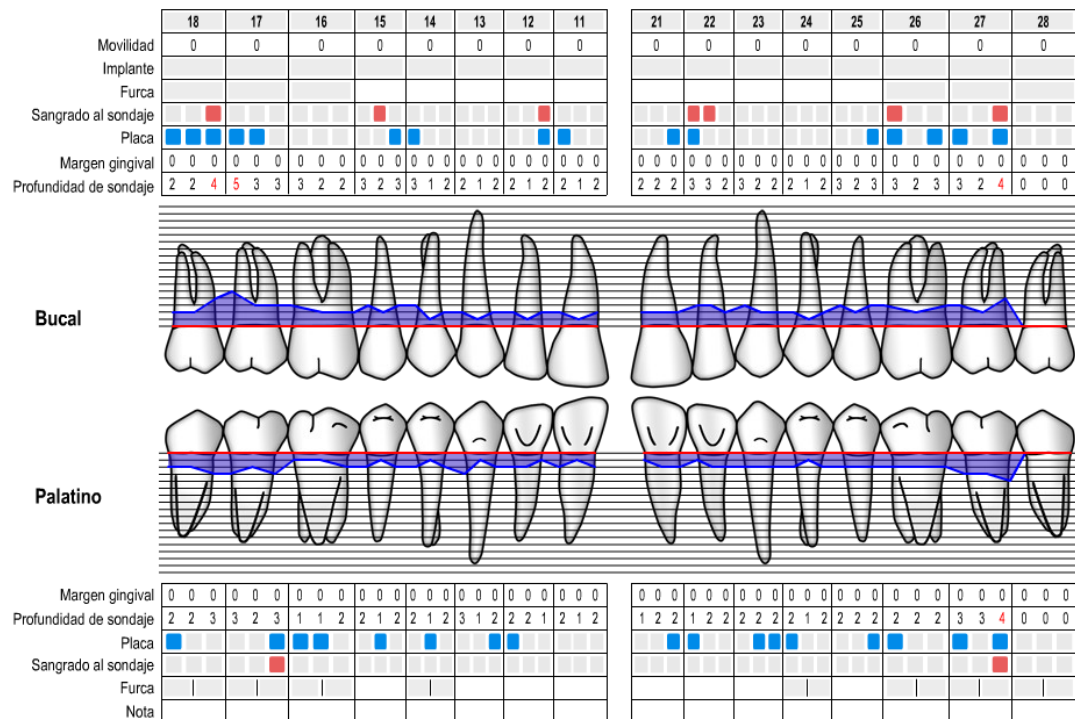 18 17 16 15 14 13 12 11 21 22 23 24 25 26 27 28
Movilidad 0 0 0 0 0 0 0 0 0 0 0 0 0 0 0 0
Implante
Furca
Sangrado al sondaje
Placa
Margen gingival 0 0 0 0 0 0 0 0 0 0 0 0 0 0 0 0 0 0 0 0 0 0 0 0 0 0 0 0 0 0 0 0 0 0 0 0 0 0 0 0 0 0 0 0 0 0 0 0
Profundidad de sondaje 2 2 4 5 3 3 3 2 2 3 2 3 3 1 2 2 1 2 2 1 2 2 1 2 2 2 2 3 3 2 3 2 2 2 1 2 2 2 3 3 2 3 3 2 4 0 0 0
Bucal
Palatino
Margen gingival 0 0 0 0 0 0 0 0 0 0 0 0 0 0 0 0 0 0 0 0 0 0 0 0 0 0 0 0 0 0 0 0 0 0 0 0 0 0 0 0 0 0 0 0 0 0 0 0
Profundidad de sondaje 2 2 3 3 2 3 1 1 2 2 1 2 2 1 2 3 1 2 2 2 1 2 1 2 1 2 2 1 2 2 2 2 2 2 1 2 2 2 2 2 2 2 3 3 4 0 0 0
Placa
Sangrado al sondaje
Furca
Nota